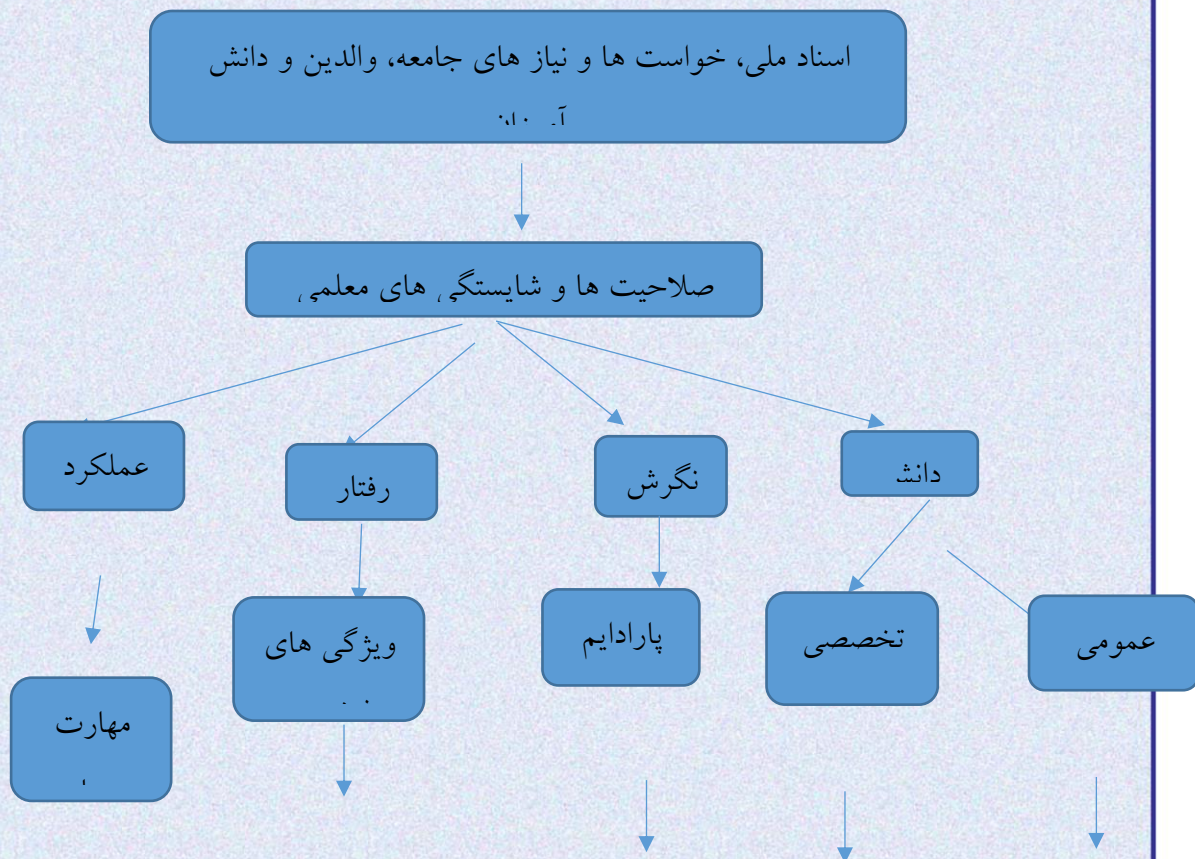 اسناد ملی، خواست ها و نیاز های جامعه، والدین و دانش
صلاحیت ها و شایستگی های معلمی
دانش
نگرش
رفتار
عملکرد
عمومی
تخصصی
پارادایم
ویژگی های
مهارت